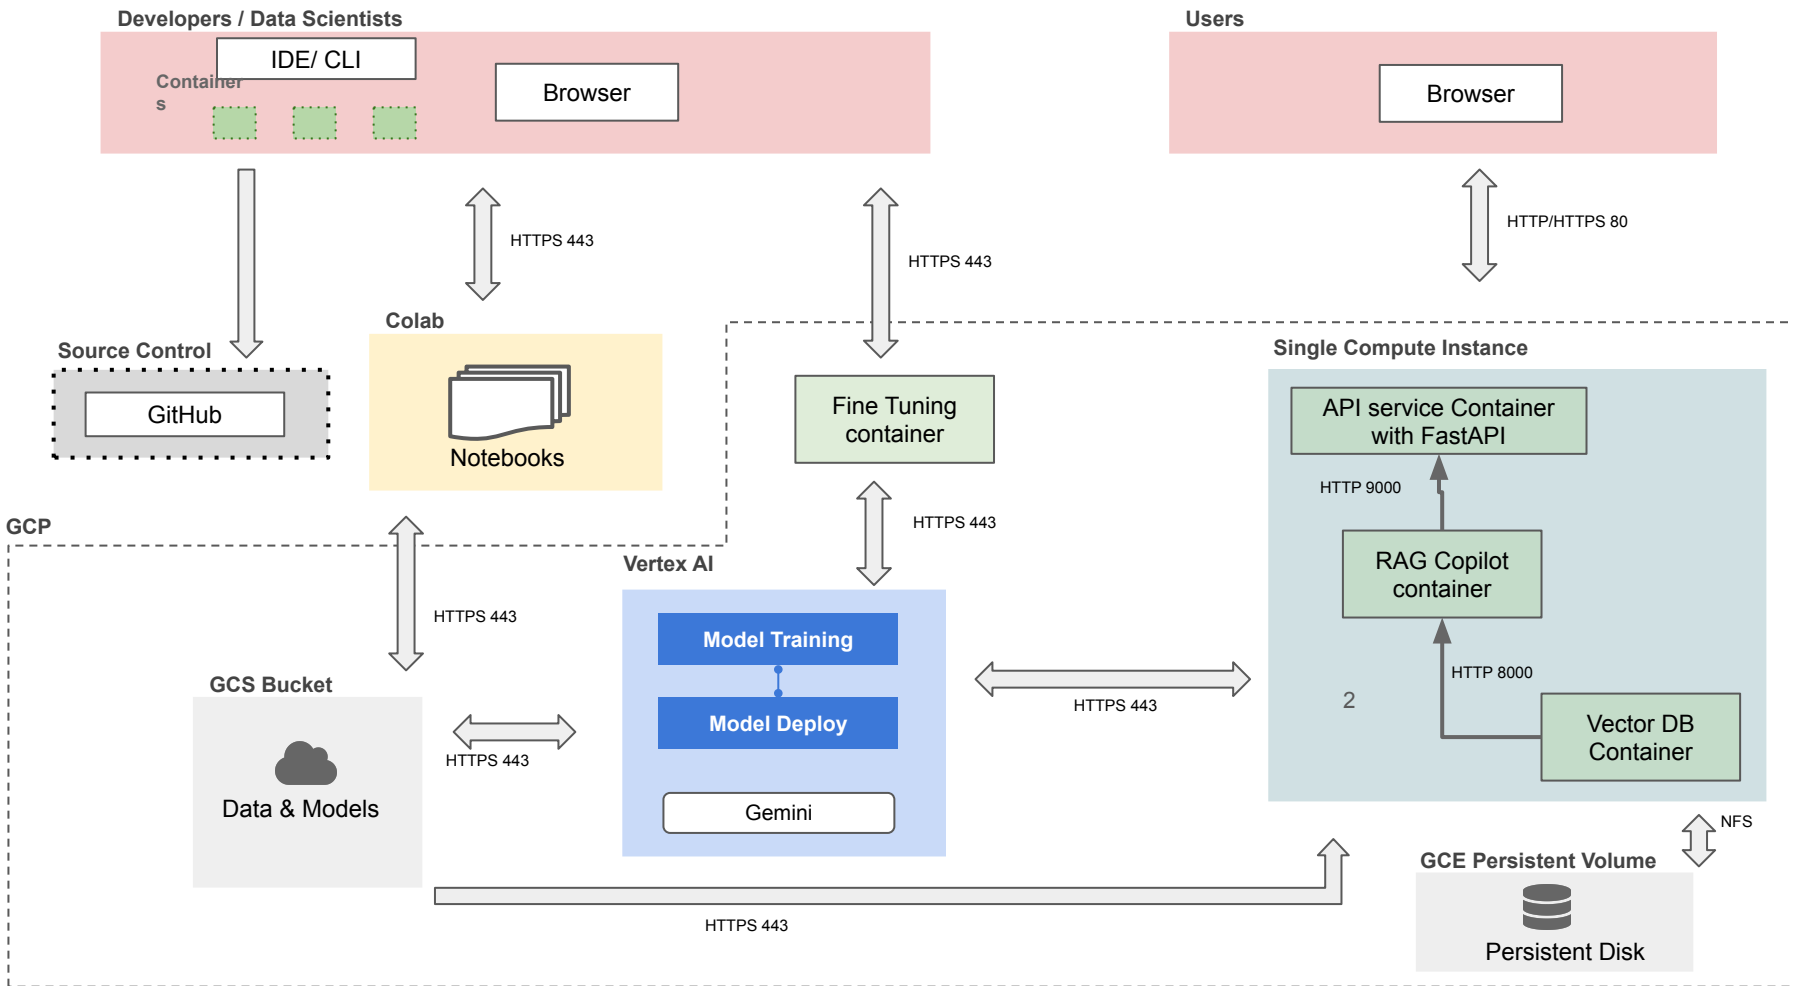 Developers / Data Scientists
Users
IDE/ CLI
Container
s
Browser
Browser
HTTPS 443
HTTPS 443
HTTP/HTTPS 80
Colab
Source Control
Single Compute Instance
GitHub
Notebooks
Fine Tuning
container
API service Container
with FastAPI
HTTP 9000
GCP
HTTPS 443
Vertex AI
RAG Copilot
container
HTTPS 443
Model Training
GCS Bucket
HTTP 8000
2
HTTPS 443
Model Deploy
Vector DB
Container
HTTPS 443
Data & Models
Gemini
NFS
GCE Persistent Volume
HTTPS 443
Persistent Disk